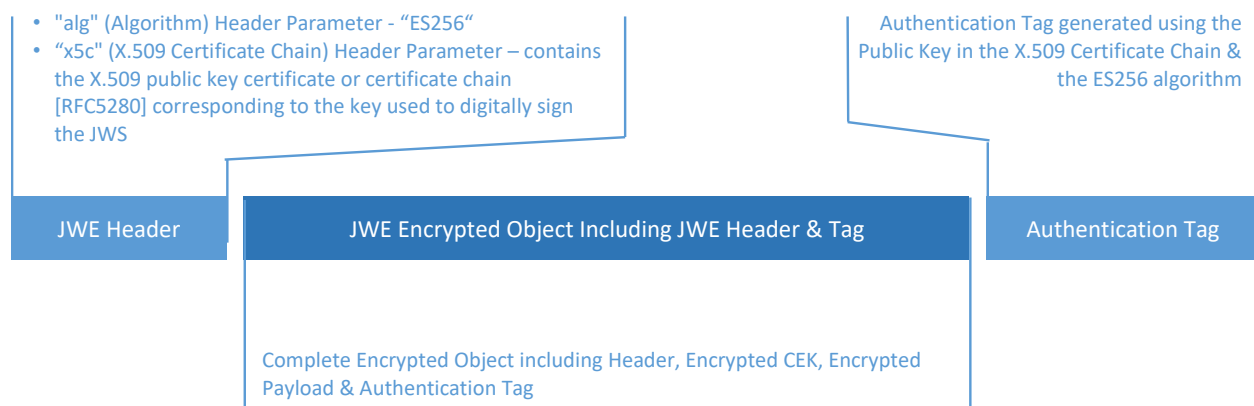 • "alg" (Algorithm) Header Parameter - “ES256“
• “x5c" (X.509 Certificate Chain) Header Parameter – contains
the X.509 public key certificate or certificate chain
[RFC5280] corresponding to the key used to digitally sign
the JWS
Authentication Tag generated using the
Public Key in the X.509 Certificate Chain &
the ES256 algorithm
JWE Header
JWE Encrypted Object Including JWE Header & Tag
Authentication Tag
Complete Encrypted Object including Header, Encrypted CEK, Encrypted
Payload & Authentication Tag